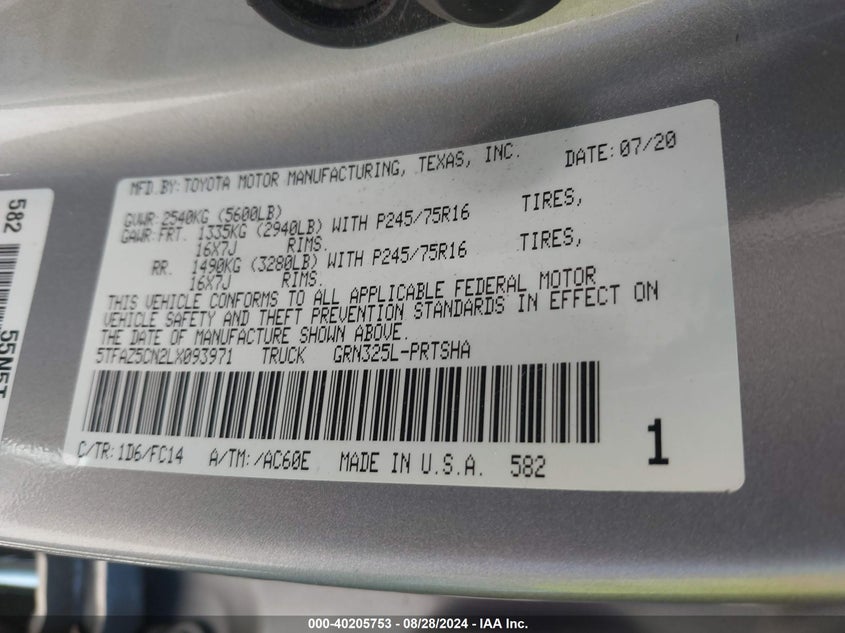 MFD. BY: TOYOTA MOTOR MANUFACTURING, TEXAS, INC. DATE: 07/20
GVWR: 2540KG (5600LB)
GAWR: FRT. 1335KG (2940LB) WITH P245/75R16 TIRES,
16X7J RIMS.
RR. 1490KG (3280LB) WITH P245/75R16 TIRES,
16X7J RIMS.
THIS VEHICLE CONFORMS TO ALL APPLICABLE FEDERAL MOTOR
VEHICLE SAFETY AND THEFT PREVENTION STANDARDS IN EFFECT ON
THE DATE OF MANUFACTURE SHOWN ABOVE.
5TFAZ5CN2LX093971 TRUCK GRN325L-PRTSHA
C/TR: 1D6/FC14 A/TM: /AC60E MADE IN U.S.A. 582
1
582
000-40205753 - 08/28/2024 - IAA Inc.